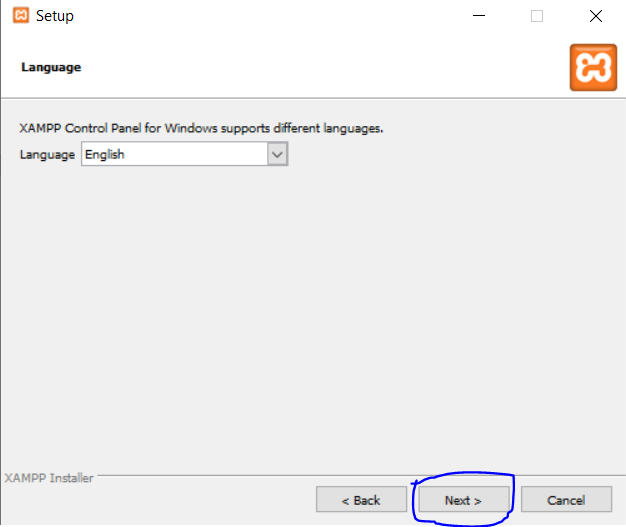 Setup
Language
XAMPP Control Panel for Windows supports different languages.
Language English
XAMPP Installer
< Back Next > Cancel